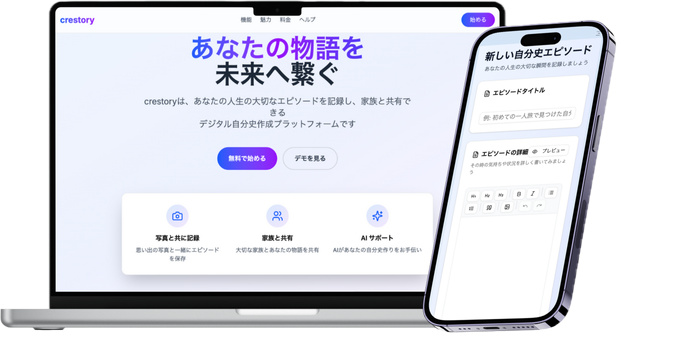 crestory
機能 魅力 料金 ヘルプ
始める
あなたの物語を
未来へ繋ぐ
crestoryは、あなたの人生の大切なエピソードを記録し、家族と共有で
きる
デジタル自分史作成プラットフォームです
無料で始める デモを見る
写真と共に記録
思い出の写真と一緒にエピソード
を保存
家族と共有
大切な家族とあなたの物語を共有
AI サポート
AIがあなたの自分史作りをお手伝い
新しい自分史エピソード
あなたの人生の大切な瞬間を記録しましょう
エピソードタイトル
例: 初めての一人旅で見つけた自分
エピソードの詳細 プレビュー
その時の気持ちや状況を詳しく書いてみましょ
う
H₁ H₂ H₃ B I